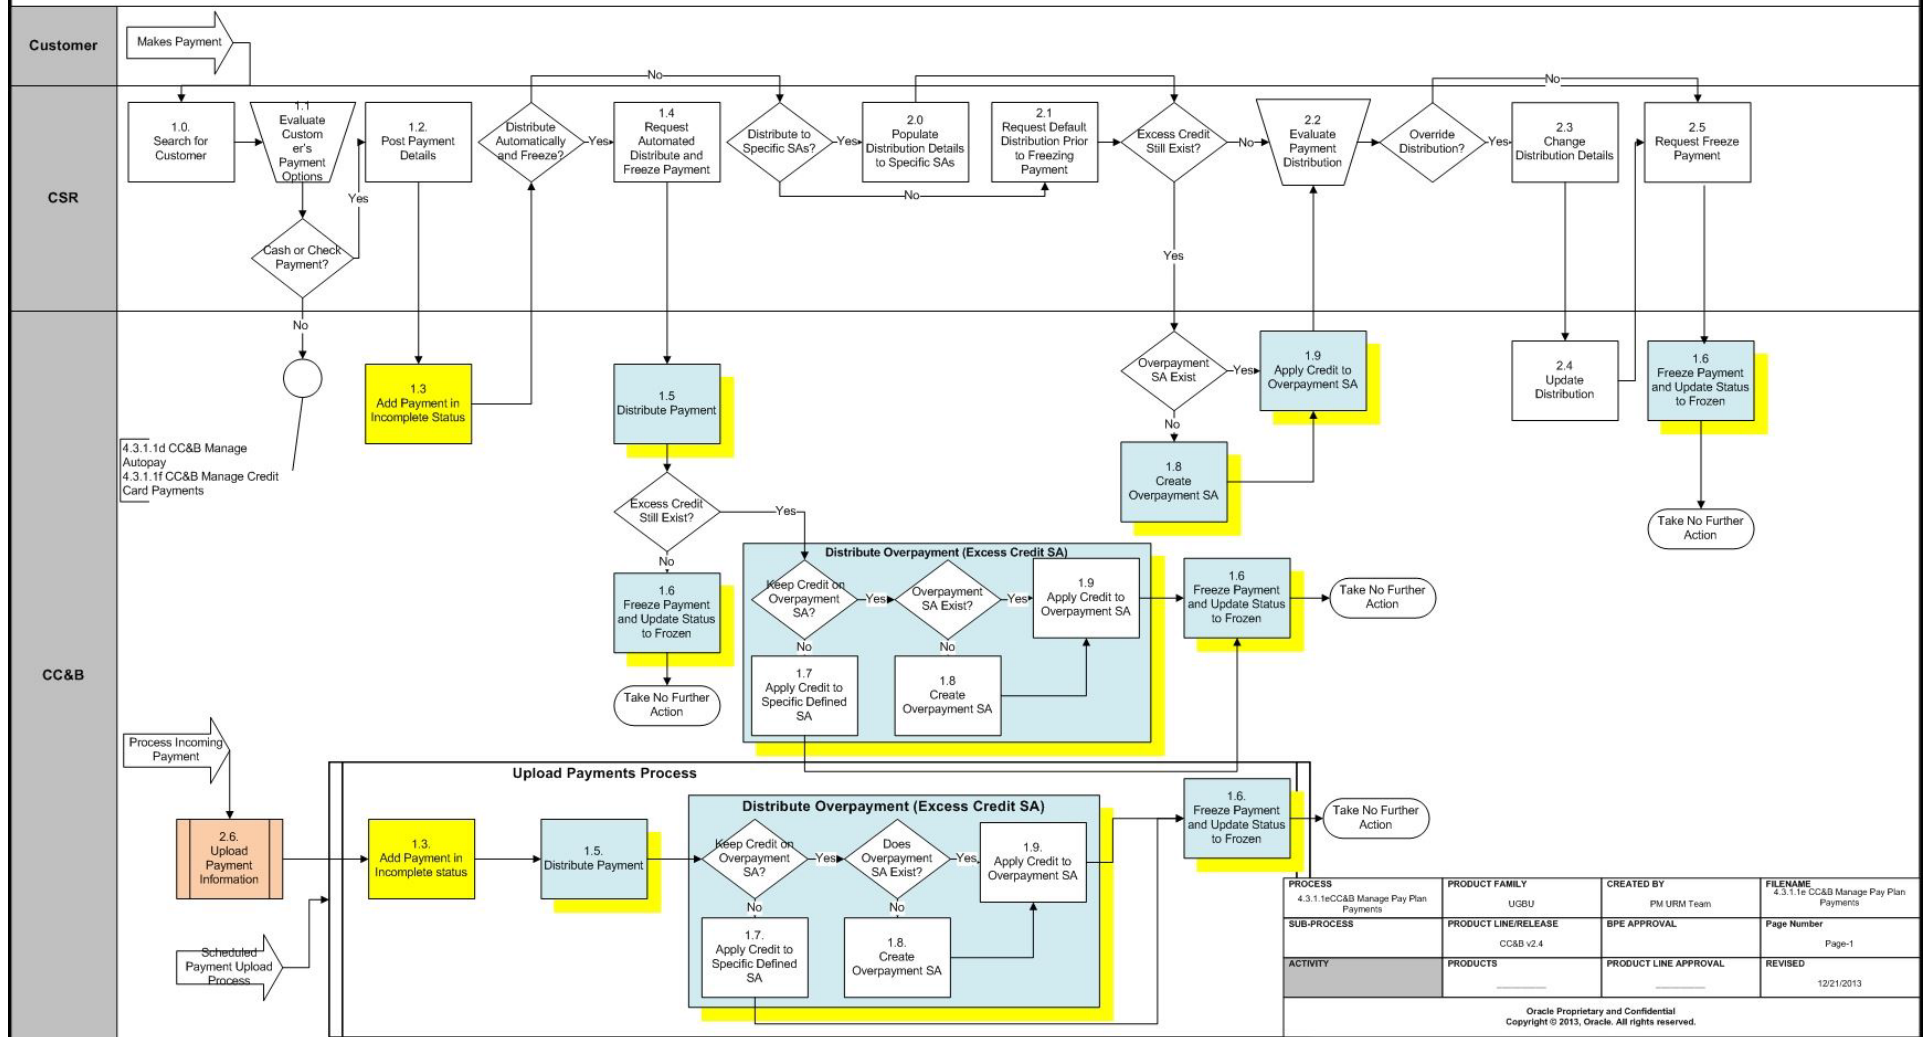 Customer
Makes Payment
CSR
1.0.
Search for
Customer
1.1
Evaluate
Custom
er's
Payment
Options
Cash or Check
Payment?
Yes
No
1.2.
Post Payment
Details
Distribute
Automatically
and Freeze?
No
Yes
1.4
Request
Automated
Distribute and
Freeze Payment
Distribute to
Specific SAs?
Yes
No
2.0
Populate
Distribution Details
to Specific SAs
2.1
Request Default
Distribution Prior
to Freezing
Payment
Excess Credit
Still Exist?
No
Yes
2.2
Evaluate
Payment
Distribution
Override
Distribution?
No
Yes
2.3
Change
Distribution Details
2.5
Request Freeze
Payment
CC&B
4.3.1.1d CC&B Manage
Autopay
4.3.1.1f CC&B Manage Credit
Card Payments
1.3
Add Payment in
Incomplete Status
1.5
Distribute Payment
Excess Credit
Still Exist?
Yes
No
1.6
Freeze Payment
and Update Status
to Frozen
Take No Further
Action
Overpayment
SA Exist
Yes
No
1.9
Apply Credit to
Overpayment SA
1.8
Create
Overpayment SA
2.4
Update
Distribution
1.6
Freeze Payment
and Update Status
to Frozen
Take No Further
Action
Distribute Overpayment (Excess Credit SA)
Keep Credit on
Overpayment
SA?
Yes
No
Overpayment
SA Exist?
Yes
No
1.9
Apply Credit to
Overpayment SA
1.7
Apply Credit to
Specific Defined
SA
1.8
Create
Overpayment SA
1.6
Freeze Payment
and Update Status
to Frozen
Take No Further
Action
Process Incoming
Payment
2.6.
Upload
Payment
Information
Scheduled
Payment Upload
Process
Upload Payments Process
1.3.
Add Payment in
Incomplete status
1.5.
Distribute Payment
Distribute Overpayment (Excess Credit SA)
Keep Credit on
Overpayment
SA?
Yes
No
Does
Overpayment
SA Exist?
Yes
No
1.9.
Apply Credit to
Overpayment SA
1.7.
Apply Credit to
Specific Defined
SA
1.8.
Create
Overpayment SA
1.6.
Freeze Payment
and Update Status
to Frozen
Take No Further
Action
PROCESS
4.3.1.1eCC&B Manage Pay Plan
Payments
PRODUCT FAMILY
UGBU
CREATED BY
PM URM Team
FILENAME
4.3.1.1e CC&B Manage Pay Plan
Payments
SUB-PROCESS
PRODUCT LINE/RELEASE
CC&B v2.4
BPE APPROVAL
Page Number
Page-1
ACTIVITY
PRODUCTS
PRODUCT LINE APPROVAL
REVISED
12/21/2013
Oracle Proprietary and Confidential
Copyright © 2013, Oracle. All rights reserved.